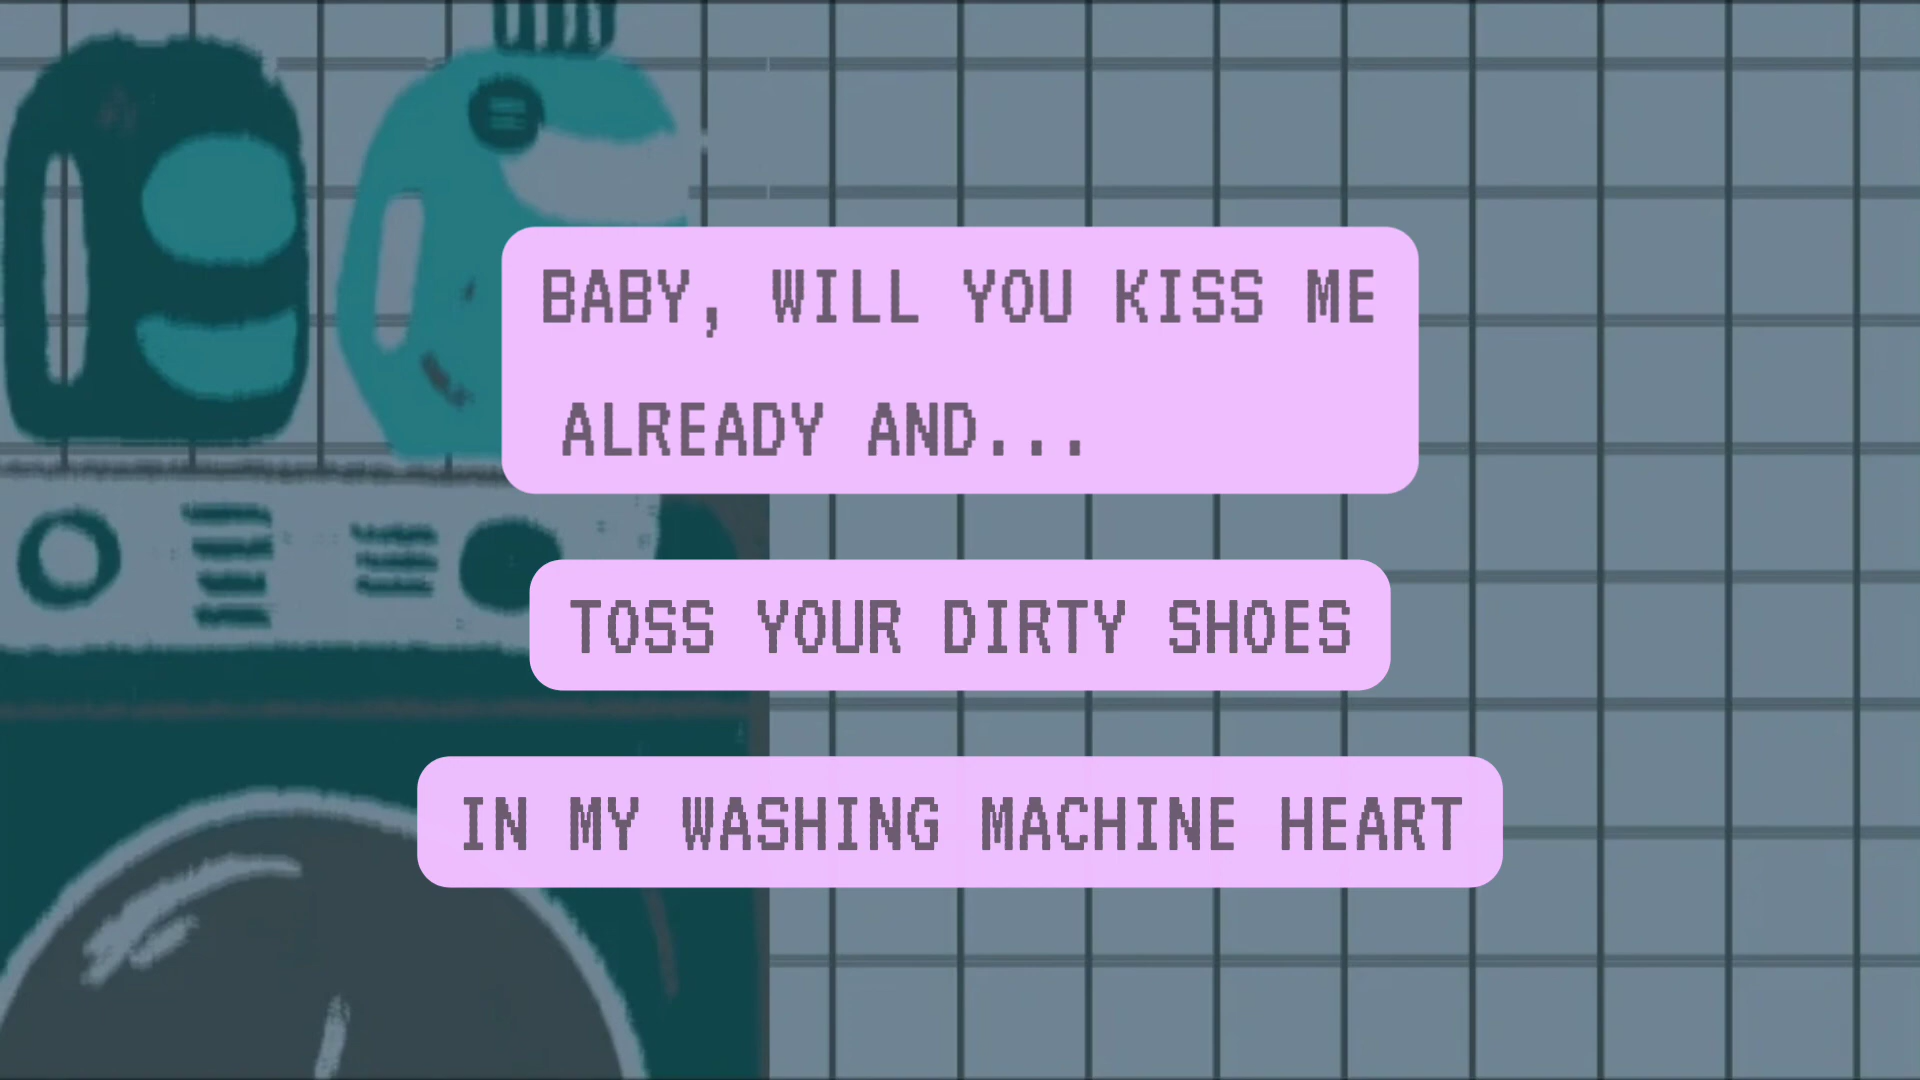 BABY, WILL YOU KISS ME
ALREADY AND...
TOSS YOUR DIRTY SHOES
IN MY WASHING MACHINE HEART